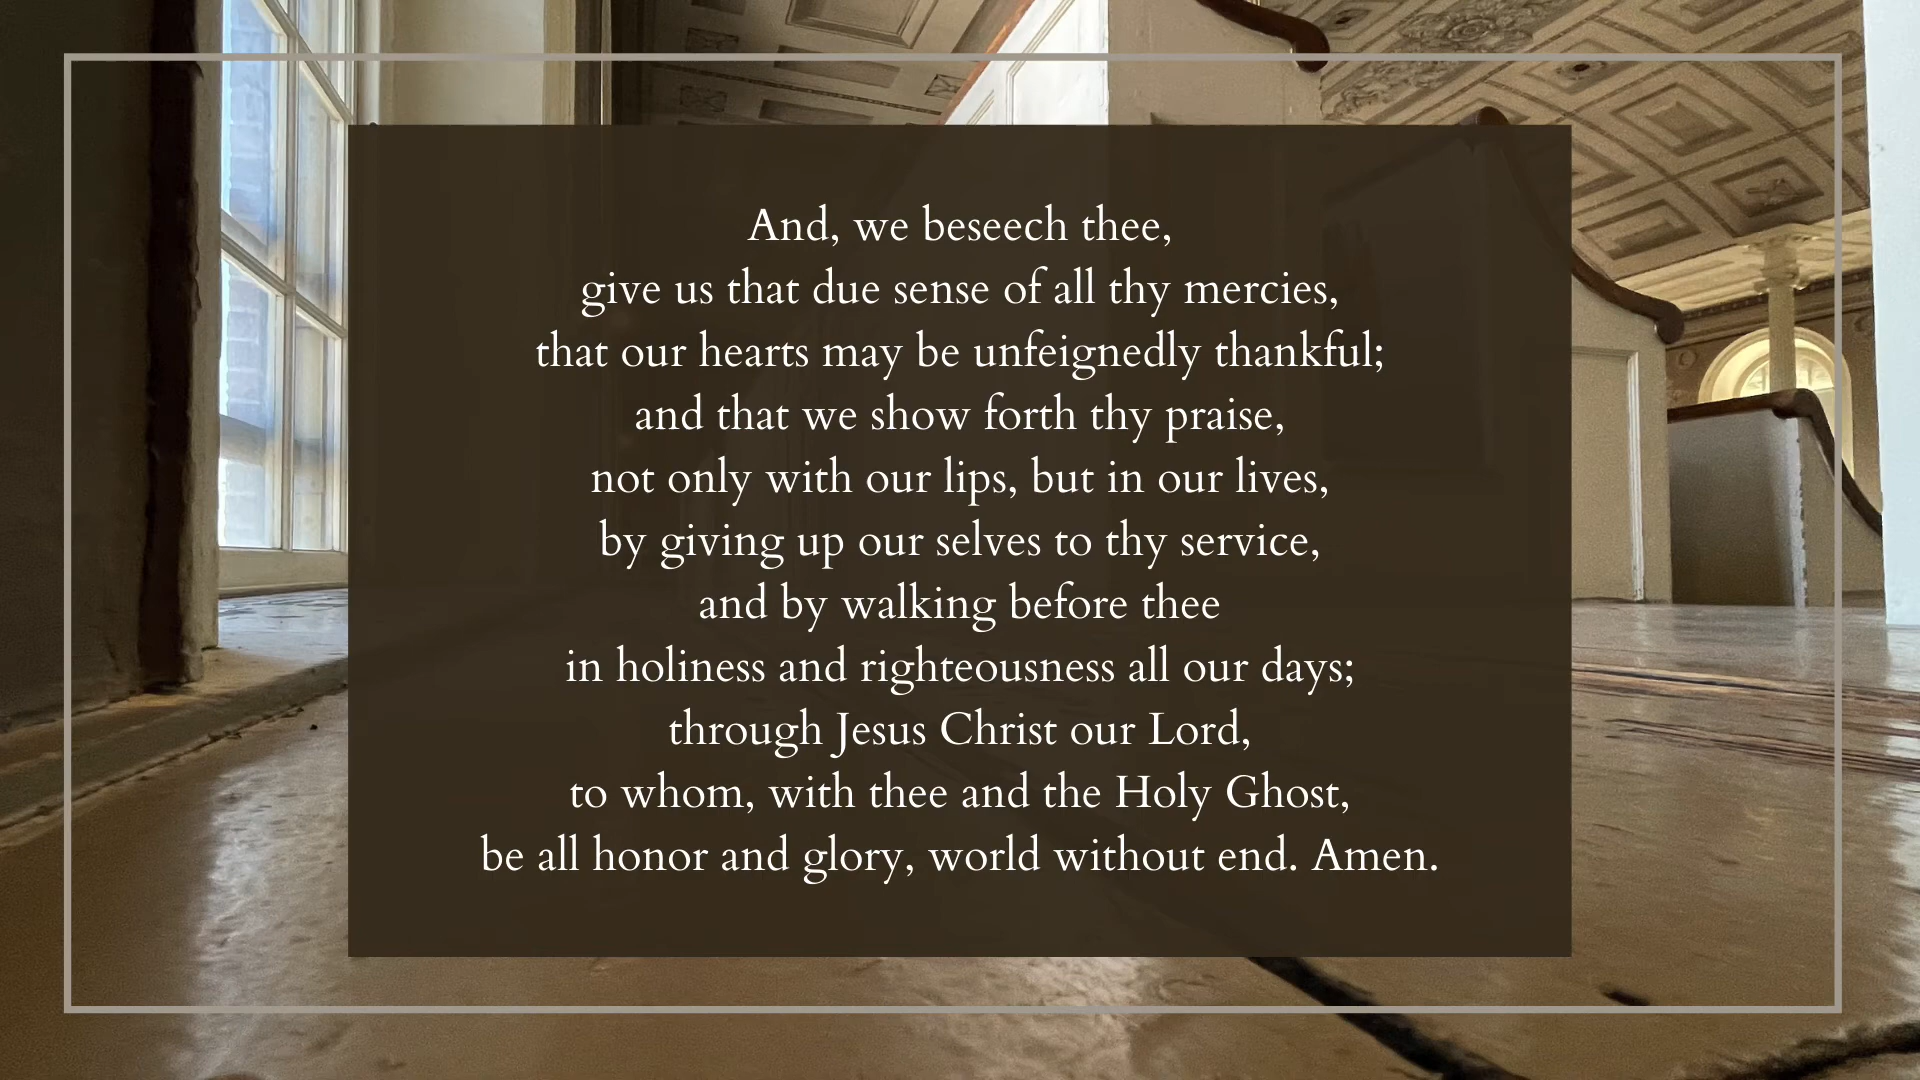 And, we beseech thee,
give us that due sense of all thy mercies,
that our hearts may be unfeignedly thankful;
and that we show forth thy praise,
not only with our lips, but in our lives,
by giving up our selves to thy service,
and by walking before thee
in holiness and righteousness all our days;
through Jesus Christ our Lord,
to whom, with thee and the Holy Ghost,
be all honor and glory, world without end. Amen.